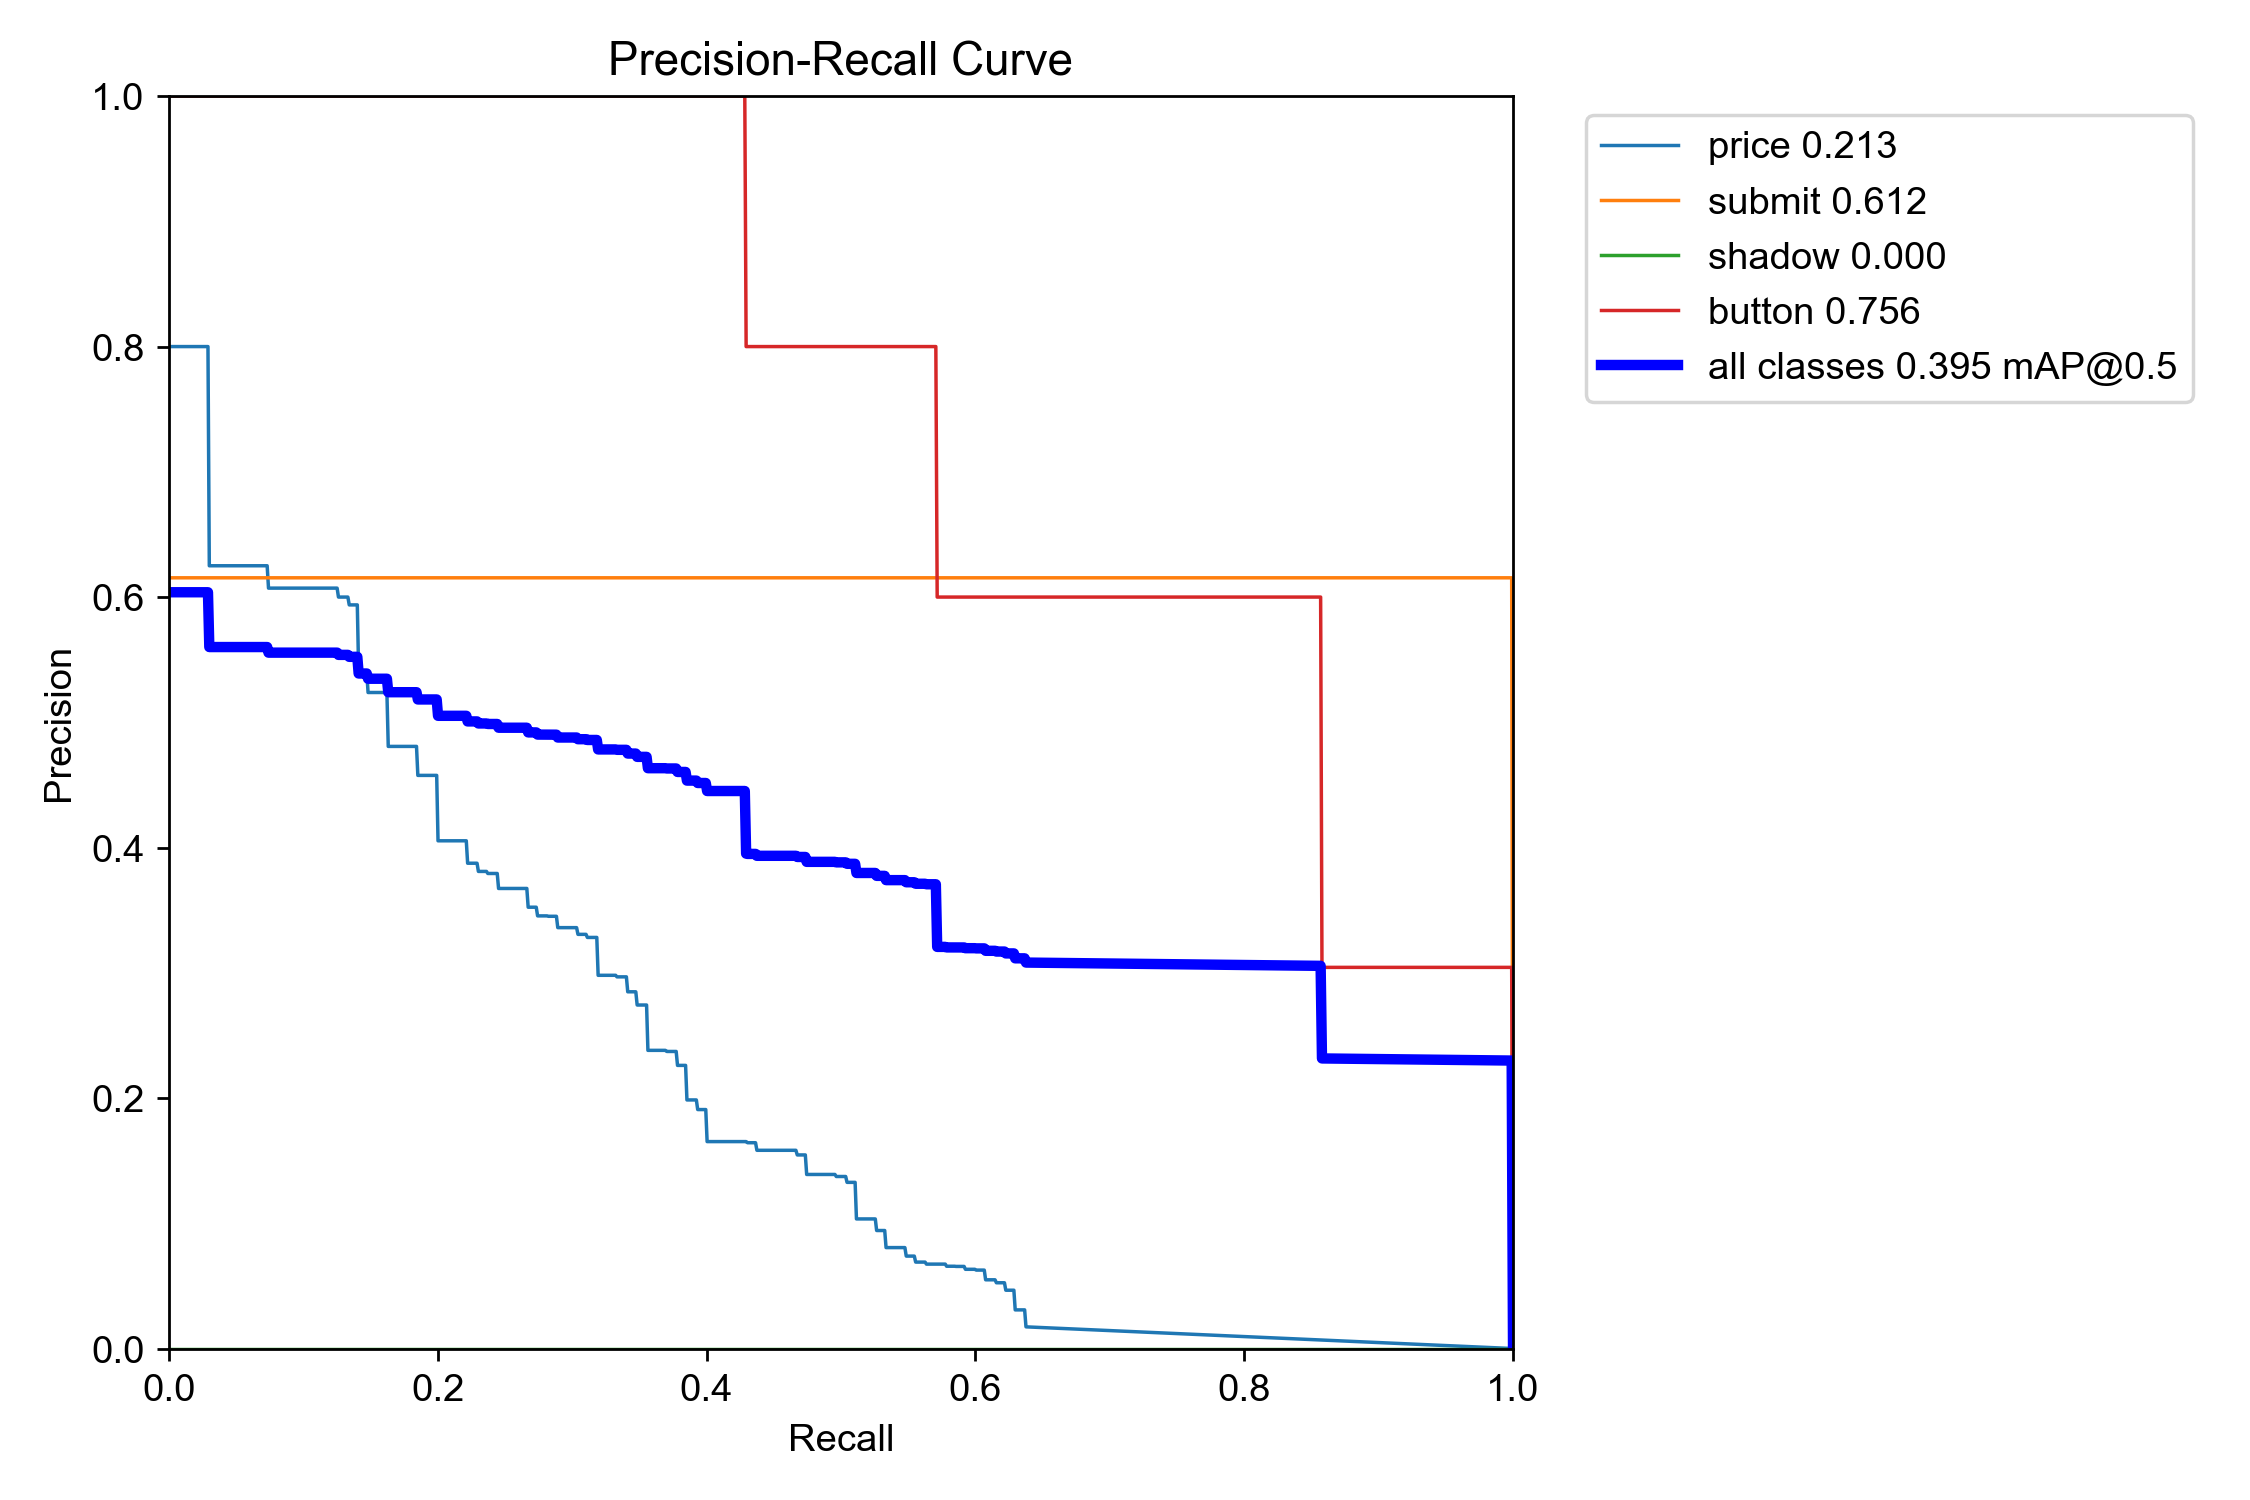 Precision-Recall Curve
1.0
0.8
0.6
0.4
0.2
0.0
Precision
0.0 0.2 0.4 0.6 0.8 1.0
Recall
price 0.213
submit 0.612
shadow 0.000
button 0.756
all classes 0.395 mAP@0.5